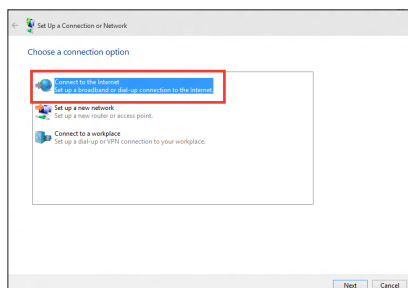 Set Up a Connection or Network
Choose a connection option
Connect to the Internet
Set up a broadband or dial-up connection to the Internet.
Set up a new network
Set up a new router or access point.
Connect to a workplace
Set up a dial-up or VPN connection to your workplace.
Next Cancel